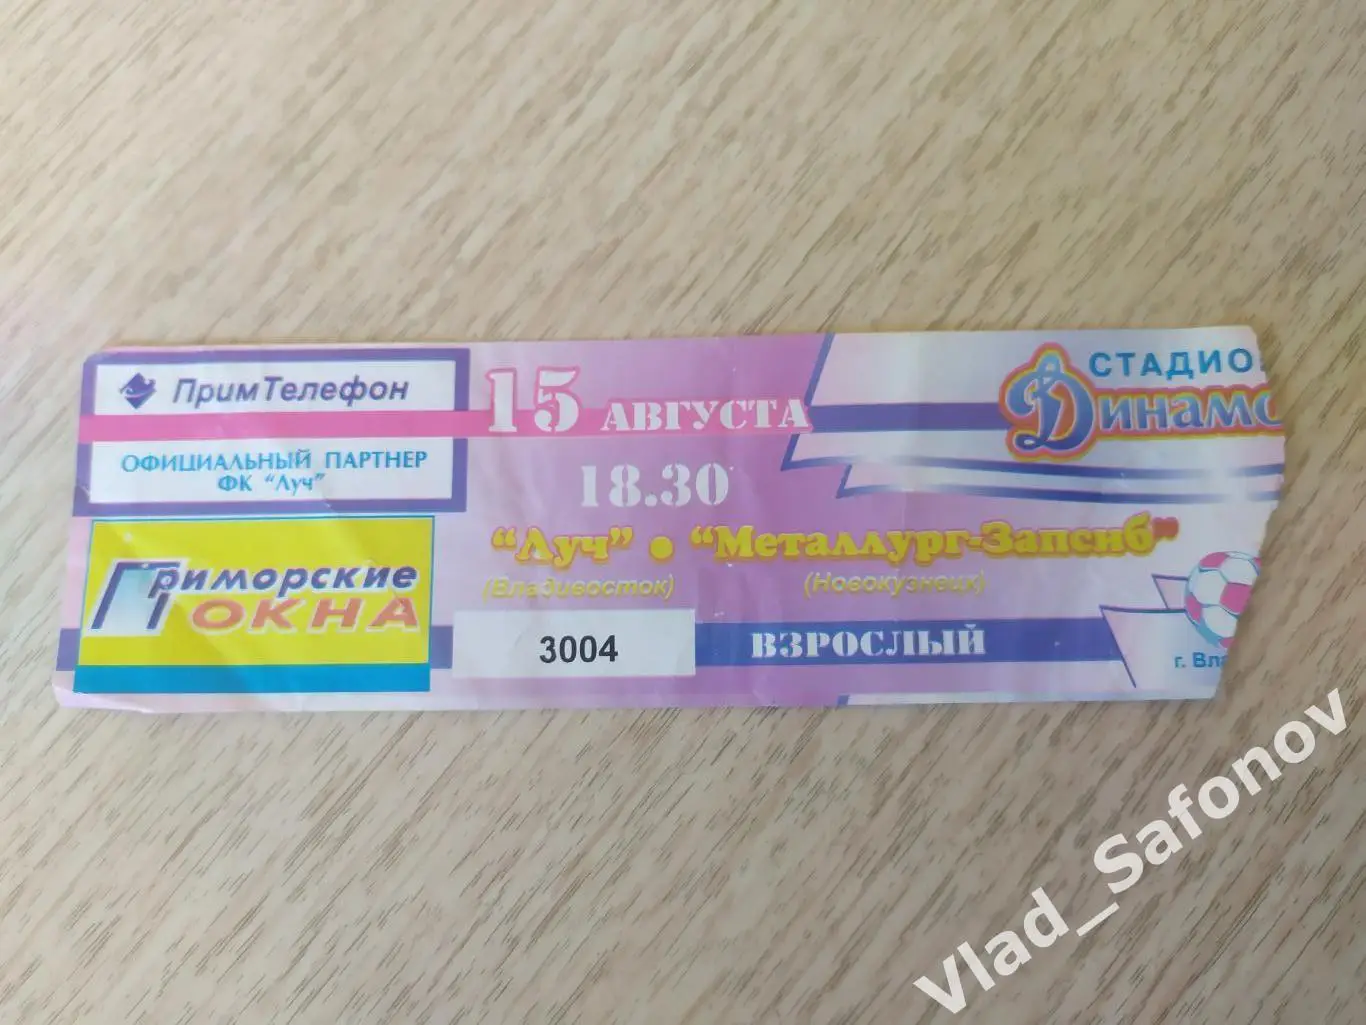 ПримТелефон
ОФИЦИАЛЬНЫЙ ПАРТНЕР
ФК "Луч"
Приморские
ОКНА
15 АВГУСТА
18.30
"Луч" • "Металлург-Запсиб"
(Владивосток) (Новокузнецк)
3004
ВЗРОСЛЫЙ
СТАДИО
Динамо
г. Вла
Vlad_Safonov